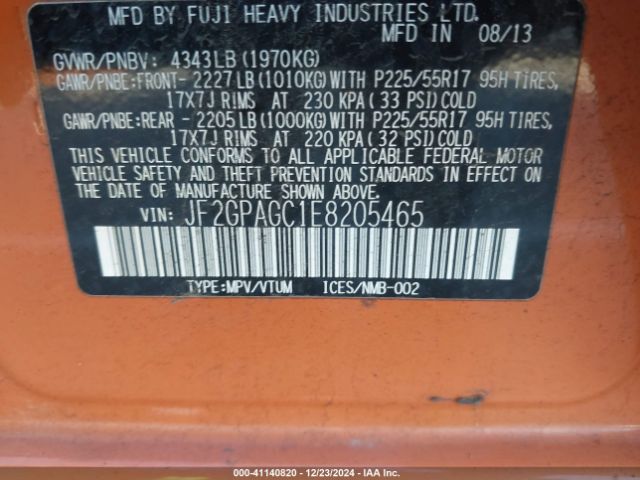 MFD BY FUJI HEAVY INDUSTRIES LTD.
MFD IN 08/13
GVWR/PNBV: 4343LB(1970KG)
GAWR/PNBE:FRONT- 2227LB(1010KG)WITH P225/55R17 95H TIRES,
17X7J RIMS AT 230 KPA( 33 PSI)COLD
GAWR/PNBE:REAR - 2205LB(1000KG)WITH P225/55R17 95H TIRES,
17X7J RIMS AT 220 KPA( 32 PSI)COLD
THIS VEHICLE CONFORMS TO ALL APPLICABLE FEDERAL MOTOR
VEHICLE SAFETY AND THEFT PREVENTION STANDARDS IN EFFECT ON
THE DATE OF MANUFACTURE SHOWN ABOVE.
VIN: JF2GPAGC1E8205465
TYPE:MPV/VTUM ICES/NMB-002
000-41140820 - 12/23/2024 - IAA Inc.